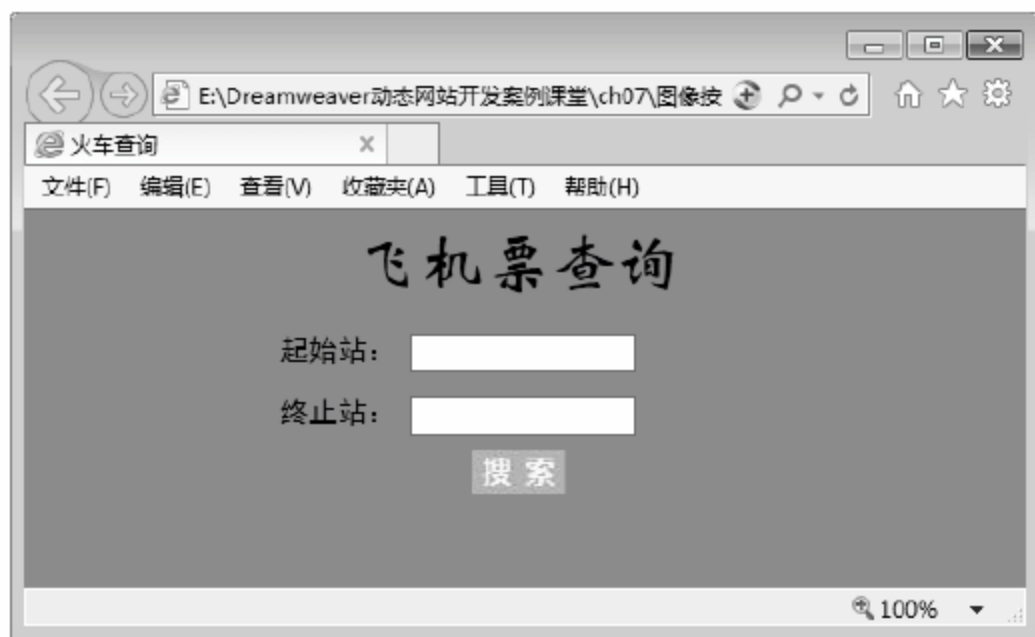 E:\Dreamweaver动态网站开发案例课堂\ch07\图像按
火车查询
文件(F) 编辑(E) 查看(V) 收藏夹(A) 工具(T) 帮助(H)
飞机票查询
起始站：
终止站：
搜 索
100%